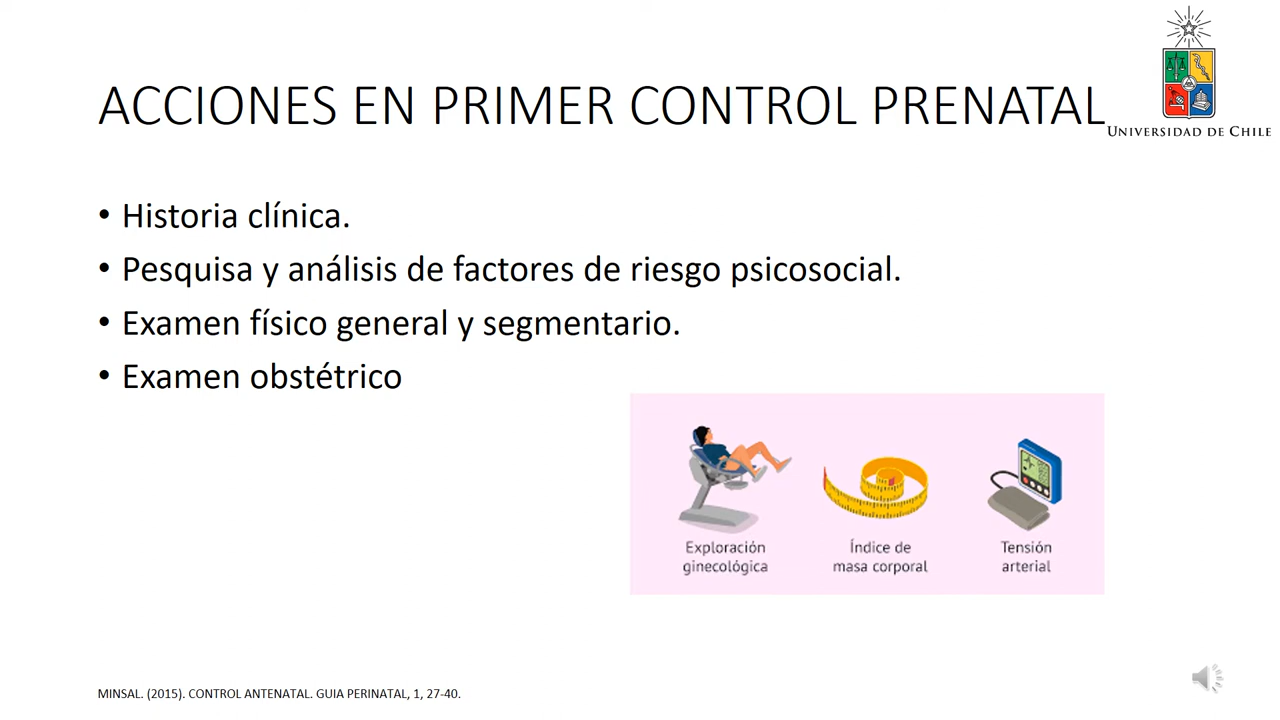 UNIVERSIDAD DE CHILE
ACCIONES EN PRIMER CONTROL PRENATAL
• Historia clínica.
• Pesquisa y análisis de factores de riesgo psicosocial.
• Examen físico general y segmentario.
• Examen obstétrico
Exploración
ginecológica
Índice de
masa corporal
Tensión
arterial
MINSAL. (2015). CONTROL ANTENATAL. GUIA PERINATAL, 1, 27-40.